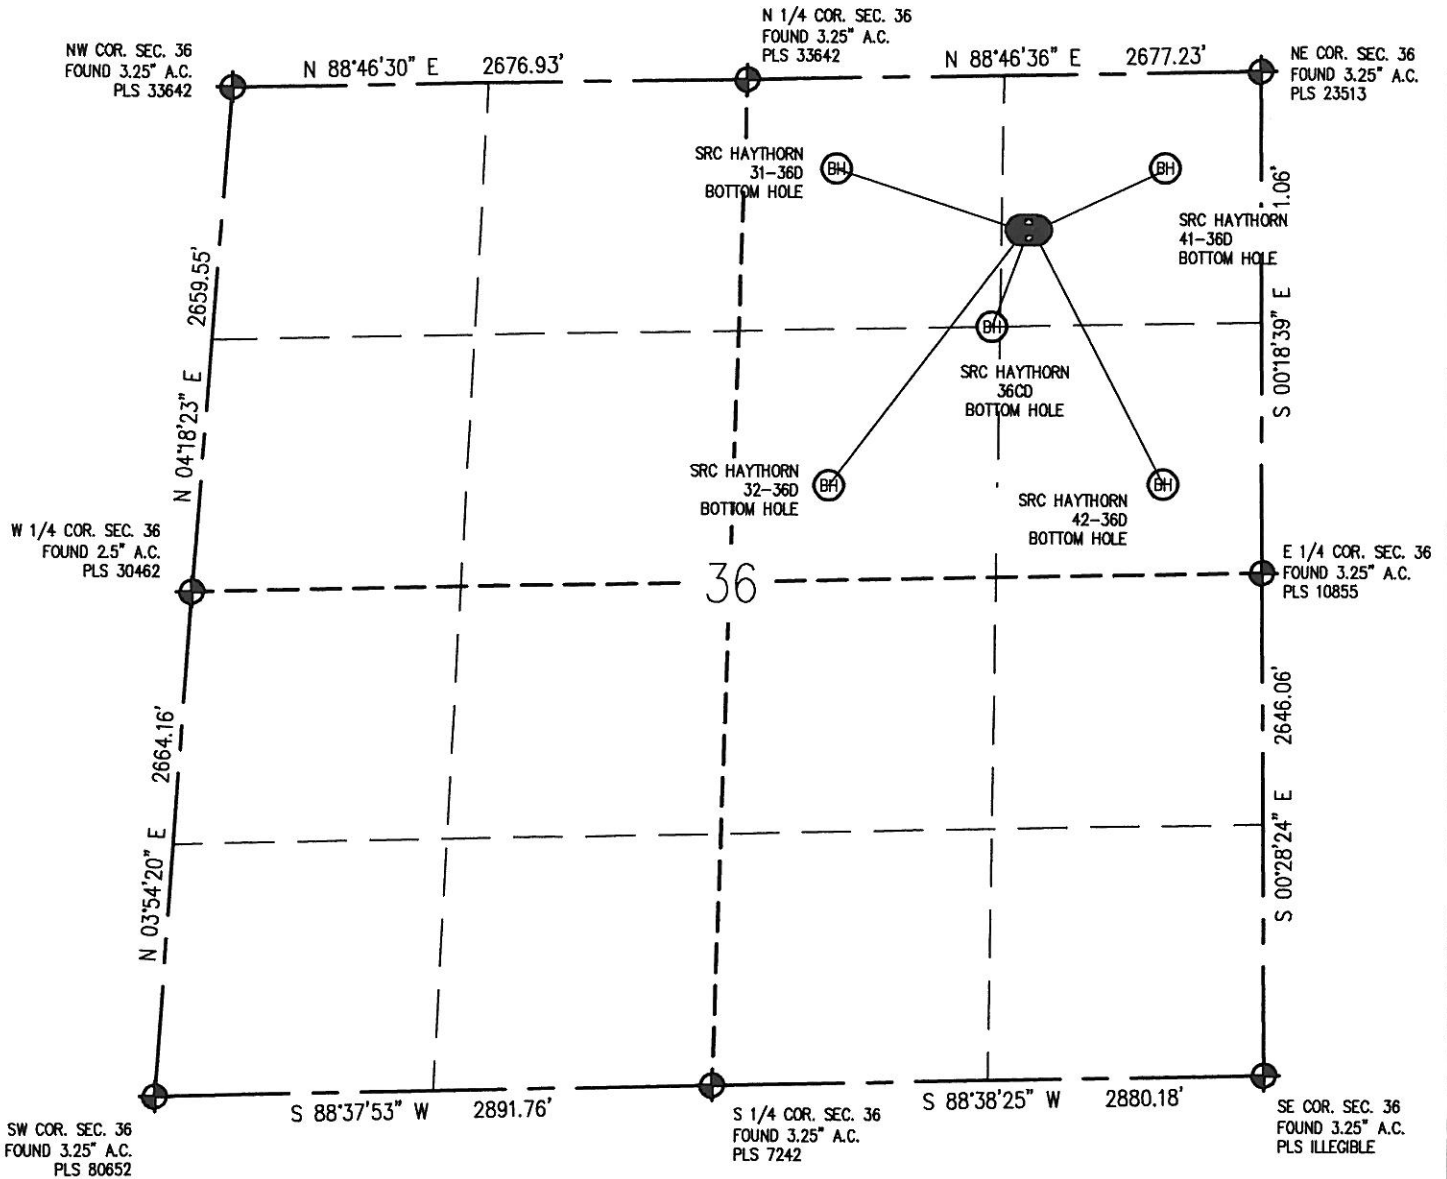 N 1/4 COR. SEC. 36
FOUND 3.25" A.C.
PLS 33642
NW COR. SEC. 36
FOUND 3.25" A.C.
PLS 33642
N 88°46'30" E 2676.93'
N 88°46'36" E 2677.23'
NE COR. SEC. 36
FOUND 3.25" A.C.
PLS 23513
SRC HAYTHORN
31-36D
BOTTOM HOLE
BH
BH
1.06'
SRC HAYTHORN
41-36D
BOTTOM HOLE
N 04°18'23" E 2659.55'
S 00°18'39" E
BH
SRC HAYTHORN
36CD
BOTTOM HOLE
SRC HAYTHORN
32-36D
BOTTOM HOLE
BH
BH
SRC HAYTHORN
42-36D
BOTTOM HOLE
W 1/4 COR. SEC. 36
FOUND 2.5" A.C.
PLS 30462
36
E 1/4 COR. SEC. 36
FOUND 3.25" A.C.
PLS 10855
N 03°54'20" E 2664.16'
S 00°28'24" E 2646.06'
S 88°37'53" W 2891.76'
S 88°38'25" W 2880.18'
SW COR. SEC. 36
FOUND 3.25" A.C.
PLS 80652
S 1/4 COR. SEC. 36
FOUND 3.25" A.C.
PLS 7242
SE COR. SEC. 36
FOUND 3.25" A.C.
PLS ILLEGIBLE